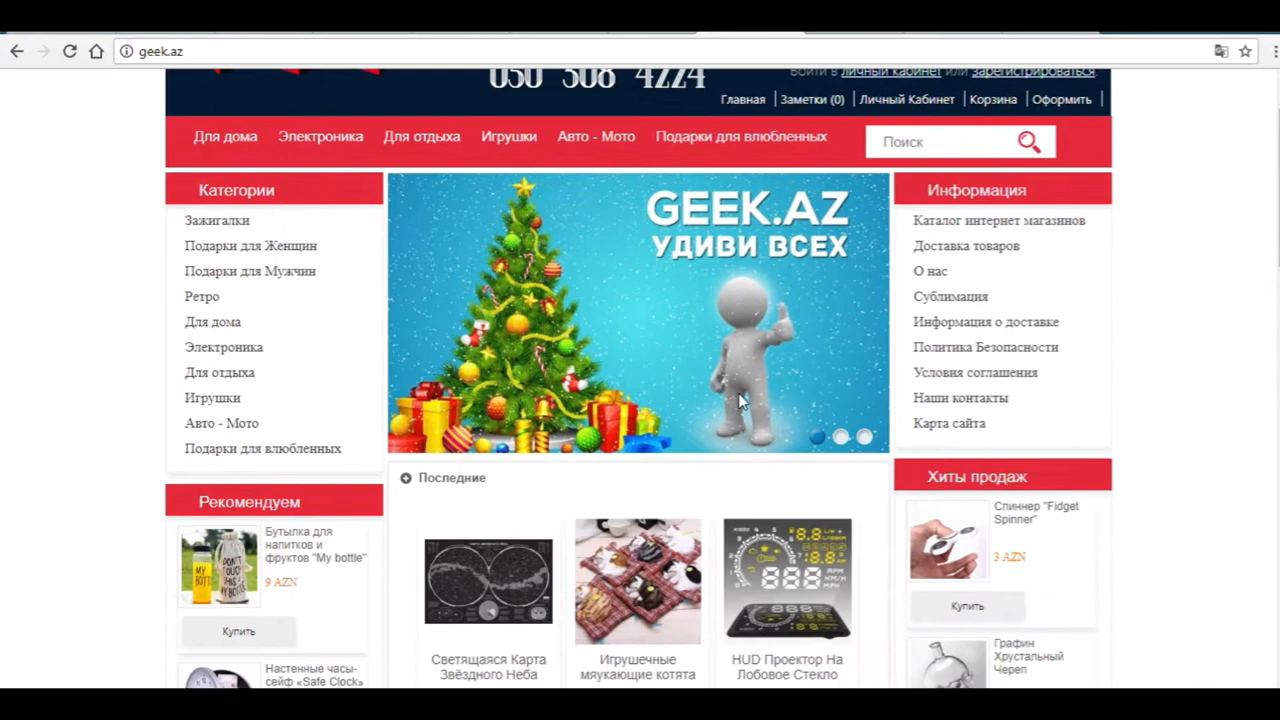 geek.az
050 308 4224
Войти в личный кабинет или зарегистрироваться.
Главная Заметки (0) Личный Кабинет Корзина Оформить
Для дома Электроника Для отдыха Игрушки Авто - Мото Подарки для влюбленных Поиск
Категории
Зажигалки
Подарки для Женщин
Подарки для Мужчин
Ретро
Для дома
Электроника
Для отдыха
Игрушки
Авто - Мото
Подарки для влюбленных
Рекомендуем
Бутылка для
напитков и
фруктов "My bottle"
9 AZN
Купить
Настенные часы-
сейф «Safe Clock»
GEEK.AZ
УДИВИ ВСЕХ
Последние
Светящаяся Карта
Звёздного Неба
Игрушечные
мяукающие котята
HUD Проектор На
Лобовое Стекло
Информация
Каталог интернет магазинов
Доставка товаров
О нас
Сублимация
Информация о доставке
Политика Безопасности
Условия соглашения
Наши контакты
Карта сайта
Хиты продаж
Спиннер "Fidget
Spinner"
3 AZN
Купить
Графин
Хрустальный
Череп